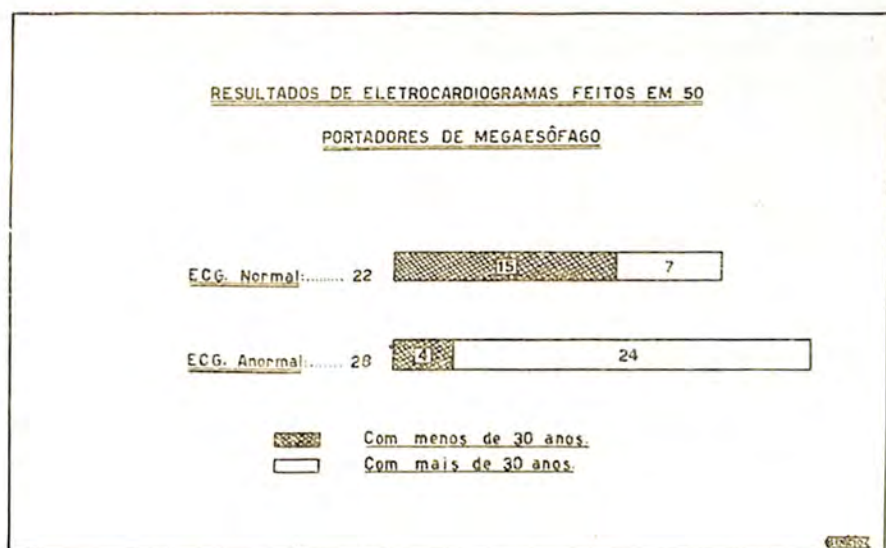 RESULTADOS DE ELETROCARDIOGRAMAS FEITOS EM 50
PORTADORES DE MEGAESÔFAGO
ECG. Normal:......... 22 15 7
ECG. Anormal:...... 28 4 24
Com menos de 30 anos.
Com mais de 30 anos.